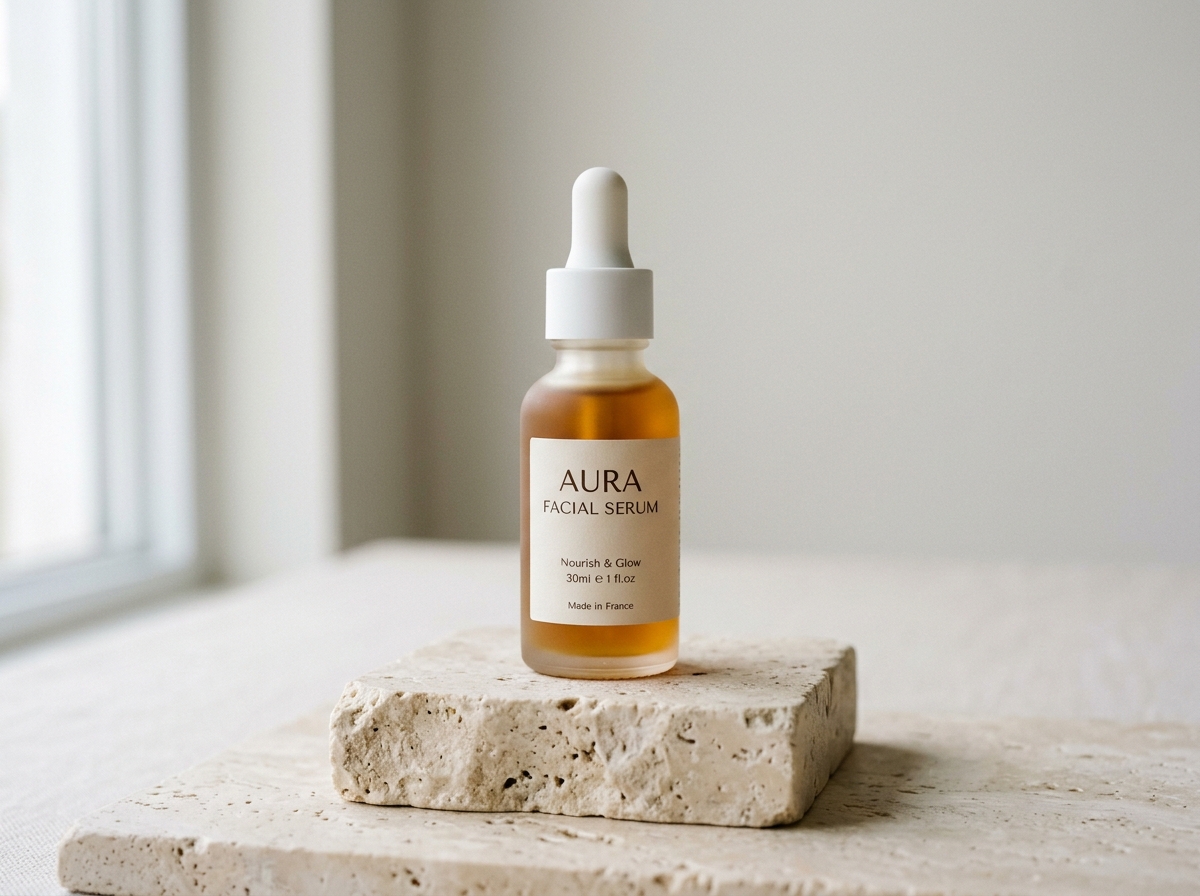 AURA
FACIAL SERUM
Nourish & Glow
30ml ℮ 1 fl.oz
Made in France